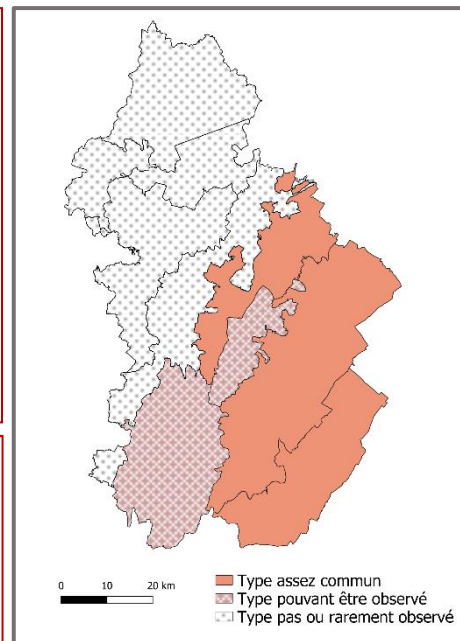 0 10 20 km
Type assez commun
Type pouvant être observé
Type pas ou rarement observé